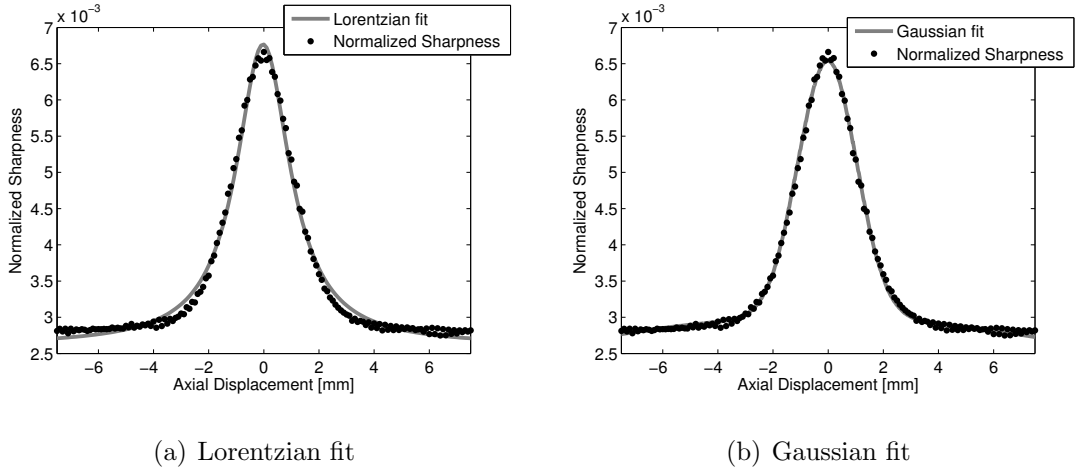 x 10⁻³
Lorentzian fit
Normalized Sharpness
7
6.5
6
5.5
5
4.5
4
3.5
3
2.5
Normalized Sharpness
−6 −4 −2 0 2 4 6
Axial Displacement [mm]
(a) Lorentzian fit
x 10⁻³
Gaussian fit
Normalized Sharpness
7
6.5
6
5.5
5
4.5
4
3.5
3
2.5
Normalized Sharpness
−6 −4 −2 0 2 4 6
Axial Displacement [mm]
(b) Gaussian fit